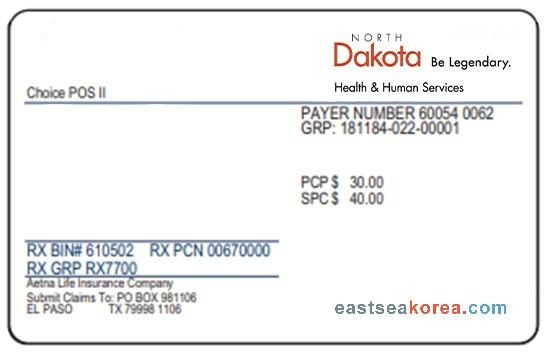 NORTH
Dakota Be Legendary.
Health & Human Services
Choice POS II
PAYER NUMBER 60054 0062
GRP: 181184-022-00001
PCP $ 30.00
SPC $ 40.00
RX BIN# 610502 RX PCN 00670000
RX GRP RX7700
Aetna Life Insurance Company
Submit Claims To: PO BOX 981106
EL PASO TX 79998 1106
eastseakorea.com